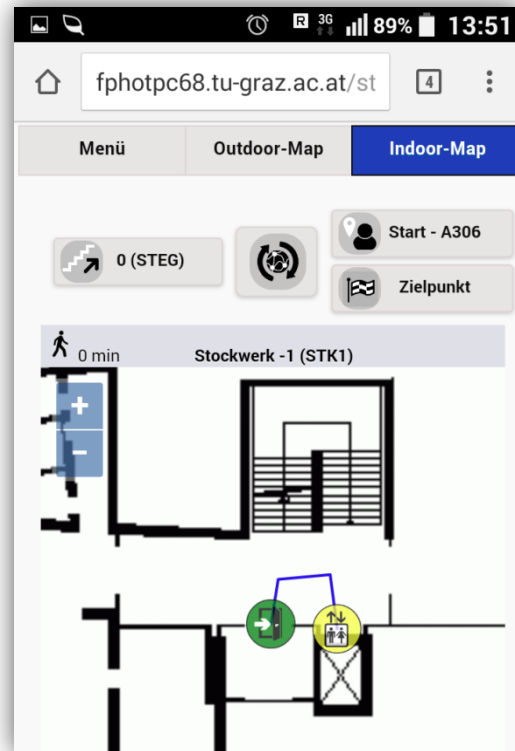 R 3G 89% 13:51
fphotpc68.tu-graz.ac.at/st 4
Menü Outdoor-Map Indoor-Map
Start - A306
0 (STEG)
Zielpunkt
0 min Stockwerk -1 (STK1)
+
-